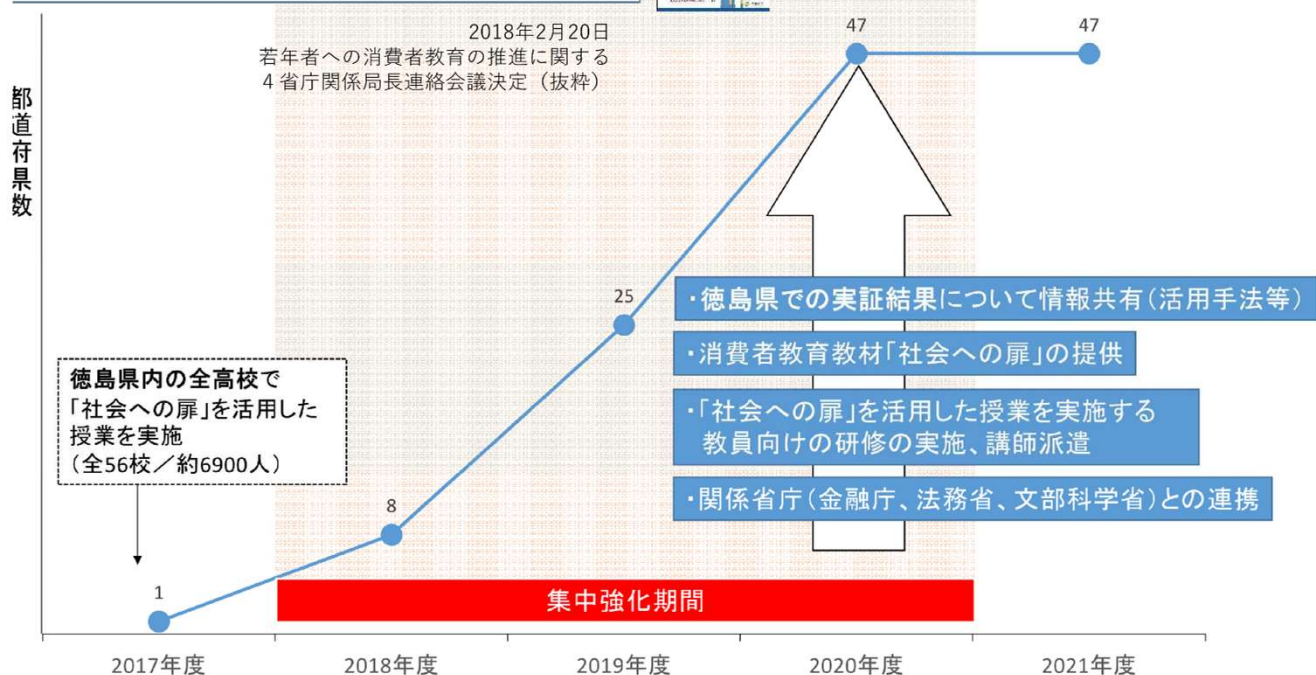 2018年2月20日
若年者への消費者教育の推進に関する
4省庁関係局長連絡会議決定（抜粋）
都道府県数
47
47
25
8
1
徳島県内の全高校で
「社会への扉」を活用した
授業を実施
（全56校／約6900人）
・徳島県での実証結果について情報共有（活用手法等）
・消費者教育教材「社会への扉」の提供
・「社会への扉」を活用した授業を実施する
教員向けの研修の実施、講師派遣
・関係省庁（金融庁、法務省、文部科学省）との連携
集中強化期間
2017年度
2018年度
2019年度
2020年度
2021年度